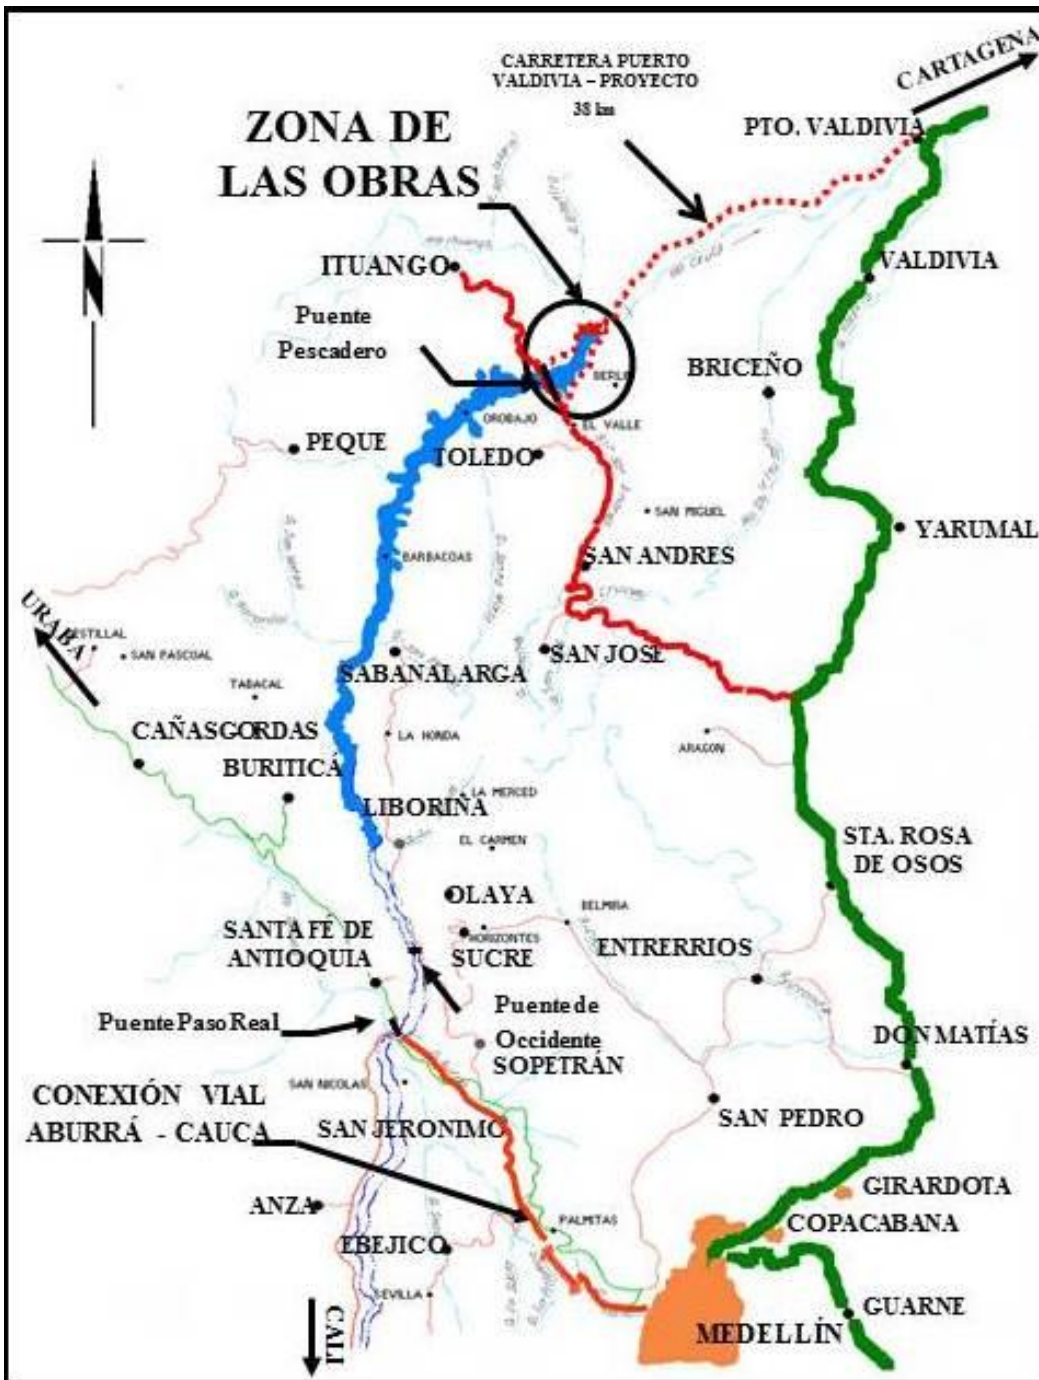 CARTAGENA
CARRETERA PUERTO
VALDIVIA – PROYECTO
38 km
ZONA DE
LAS OBRAS
PTO. VALDIVIA
N
ITUANGO
VALDIVIA
Puente
Pescadero
BRICEÑO
BERLIN
OROBAJO
EL VALLE
PEQUE
TOLEDO
SAN MIGUEL
YARUMAL
BARBACOAS
SAN ANDRES
URABA
SAN PASCUAL
SABANALARGA
SAN JOSE
TABACAL
CAÑASGORDAS
LA HONDA
ARAGON
BURITICÁ
LIBORIÑA
LA MERCED
EL CARMEN
STA. ROSA
DE OSOS
OLAYA
BELMIRA
SANTA FÉ DE
ANTIOQUIA
HORIZONTES
SUCRE
ENTRERRIOS
Puente Paso Real
Puente de
Occidente
SOPETRÁN
DON MATÍAS
SAN NICOLAS
CONEXIÓN VIAL
ABURRÁ - CAUCA
SAN JERONIMO
SAN PEDRO
GIRARDOTA
ANZA
PALMITAS
COPACABANA
EBEJICO
SEVILLA
GUARNE
MEDELLÍN
CALI